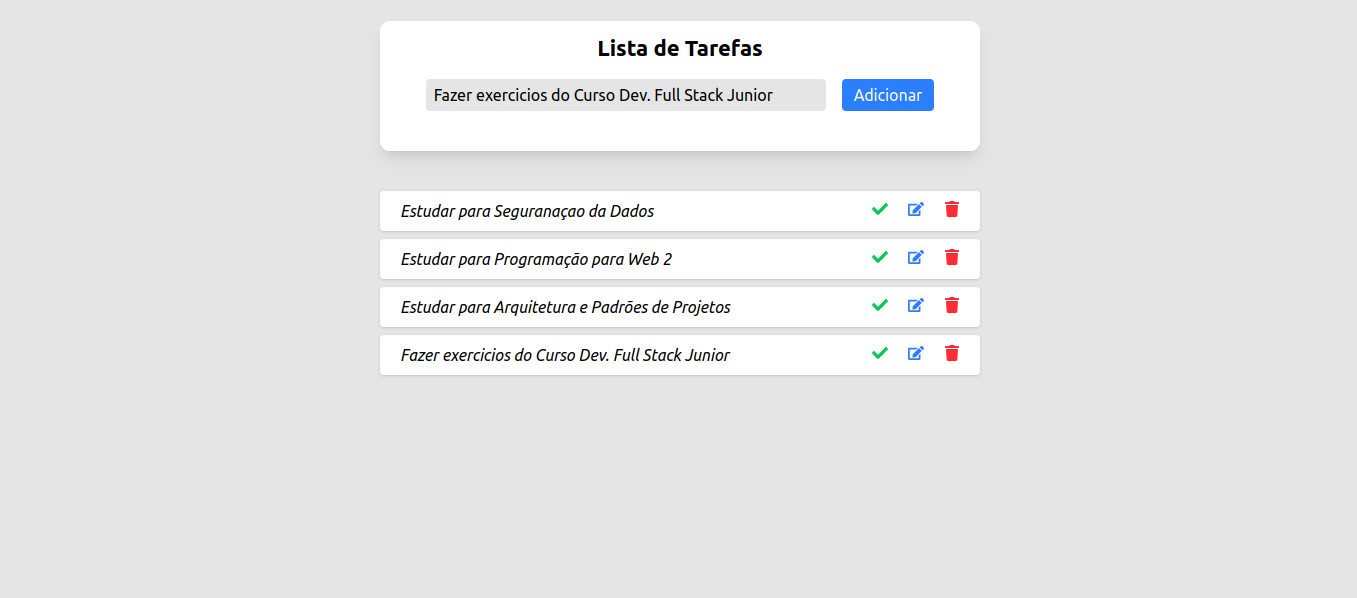 Lista de Tarefas
Fazer exercicios do Curso Dev. Full Stack Junior
Adicionar
Estudar para Seguranaçao da Dados
Estudar para Programação para Web 2
Estudar para Arquitetura e Padrões de Projetos
Fazer exercicios do Curso Dev. Full Stack Junior